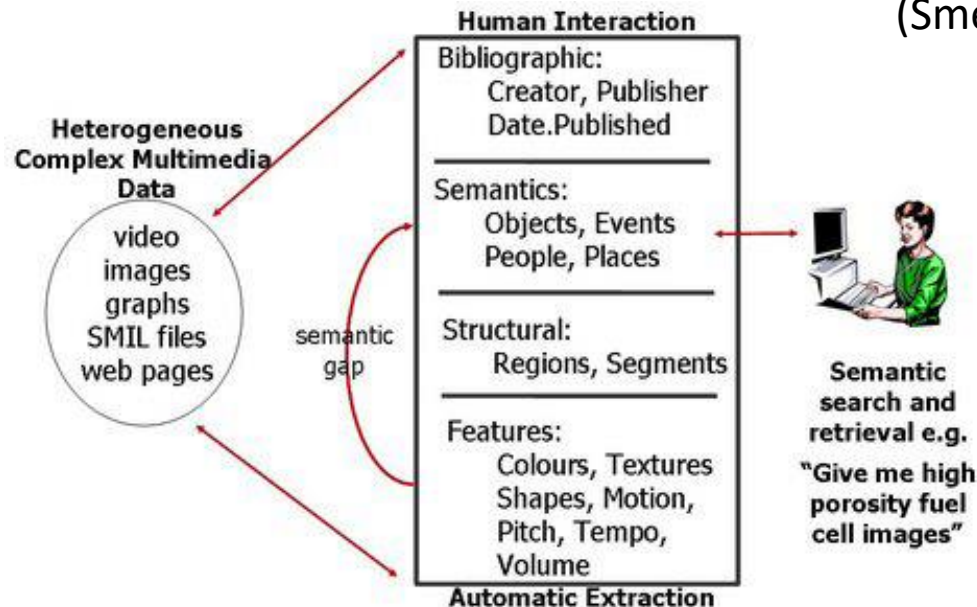 (Sme
Human Interaction
Bibliographic:
Creator, Publisher
Date.Published
Heterogeneous
Complex Multimedia
Data
video
images
graphs
SMIL files
web pages
Semantics:
Objects, Events
People, Places
semantic
gap
Structural:
Regions, Segments
Features:
Colours, Textures
Shapes, Motion,
Pitch, Tempo,
Volume
Automatic Extraction
Semantic
search and
retrieval e.g.
"Give me high
porosity fuel
cell images"